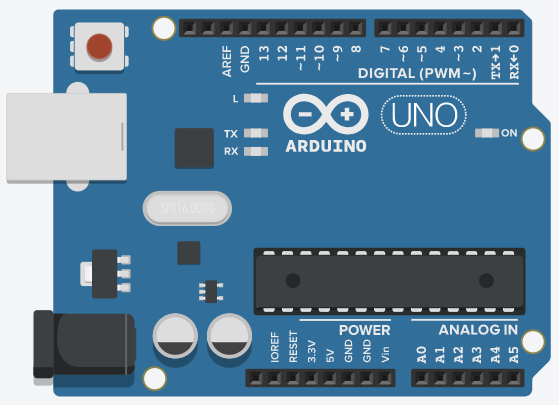 AREF
GND
13
12
~11
~10
~9
8
7
~6
~5
4
~3
2
TX→1
RX←0
DIGITAL (PWM~)
L
TX
RX
ARDUINO
UNO
ON
SPK16.000G
POWER
ANALOG IN
IOREF
RESET
3.3V
5V
GND
GND
Vin
A0
A1
A2
A3
A4
A5